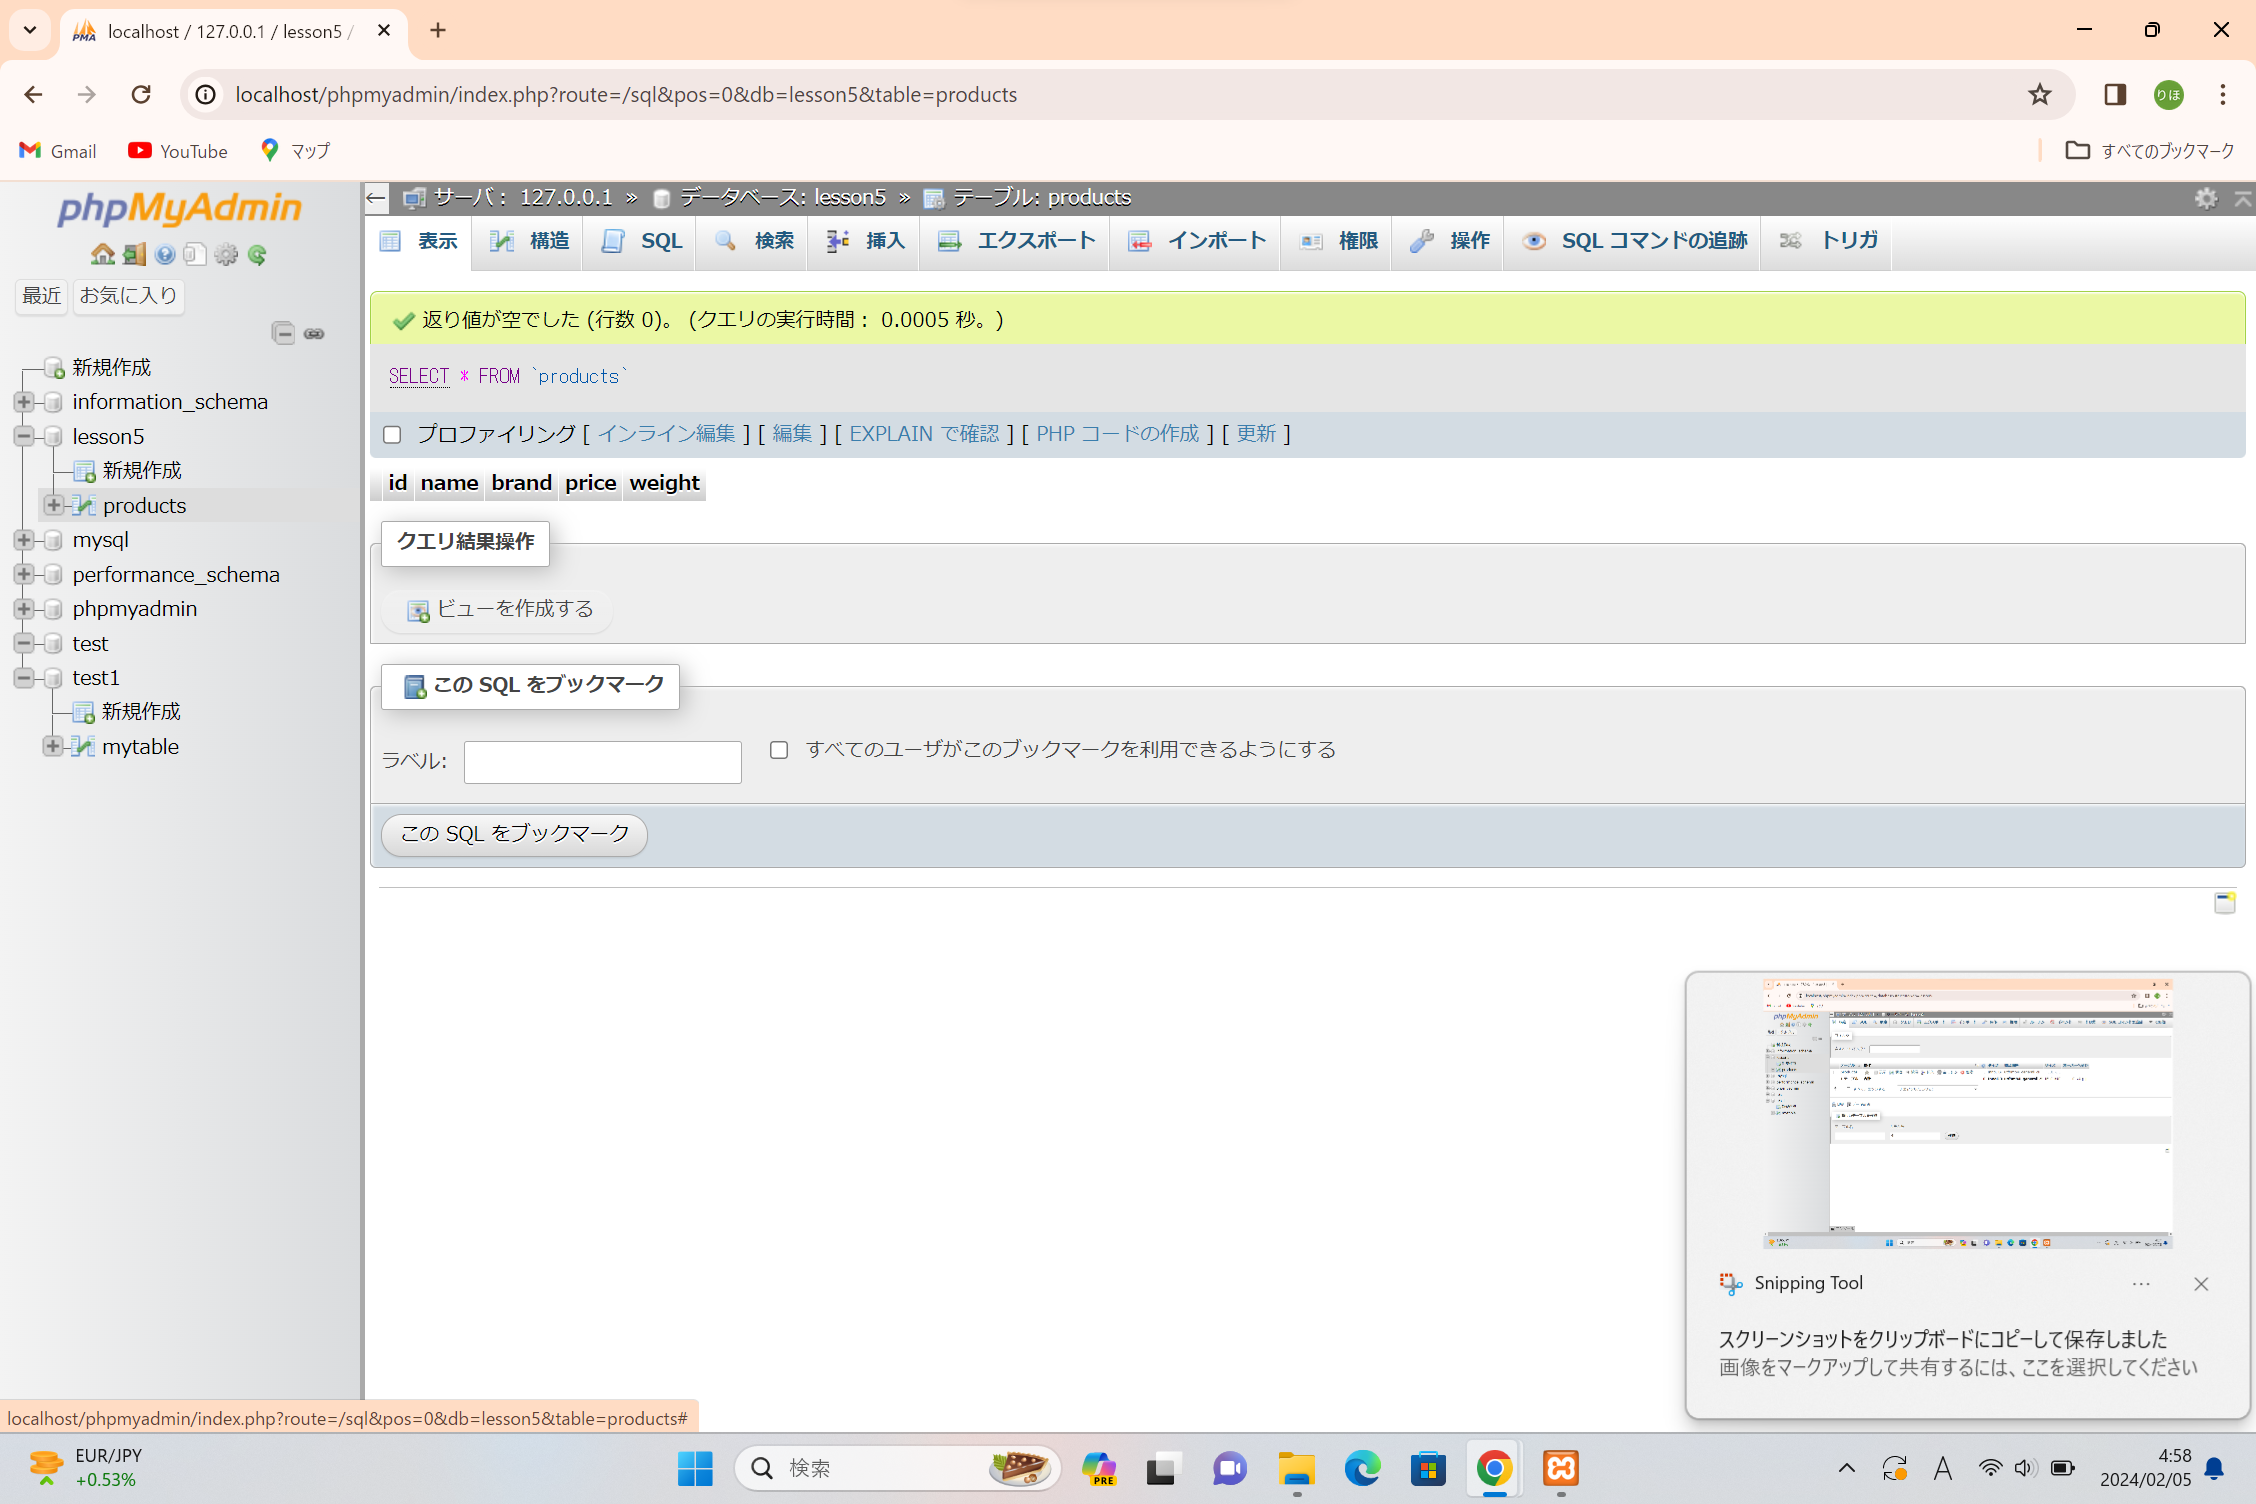 localhost / 127.0.0.1 / lesson5 /
localhost/phpmyadmin/index.php?route=/sql&pos=0&db=lesson5&table=products
りほ
Gmail
YouTube
マップ
すべてのブックマーク
phpMyAdmin
最近
お気に入り
新規作成
information_schema
lesson5
新規作成
products
mysql
performance_schema
phpmyadmin
test
test1
新規作成
mytable
サーバ: 127.0.0.1 » データベース: lesson5 » テーブル: products
表示
構造
SQL
検索
挿入
エクスポート
インポート
権限
操作
SQL コマンドの追跡
トリガ
返り値が空でした (行数 0)。 (クエリの実行時間: 0.0005 秒。)
SELECT * FROM `products`
プロファイリング [ インライン編集 ] [ 編集 ] [ EXPLAIN で確認 ] [ PHP コードの作成 ] [ 更新 ]
id name brand price weight
クエリ結果操作
ビューを作成する
この SQL をブックマーク
ラベル:
すべてのユーザがこのブックマークを利用できるようにする
この SQL をブックマーク
phpMyAdmin
Snipping Tool
スクリーンショットをクリップボードにコピーして保存しました
画像をマークアップして共有するには、ここを選択してください
localhost/phpmyadmin/index.php?route=/sql&pos=0&db=lesson5&table=products#
EUR/JPY
+0.53%
検索
PRE
A
4:58
2024/02/05